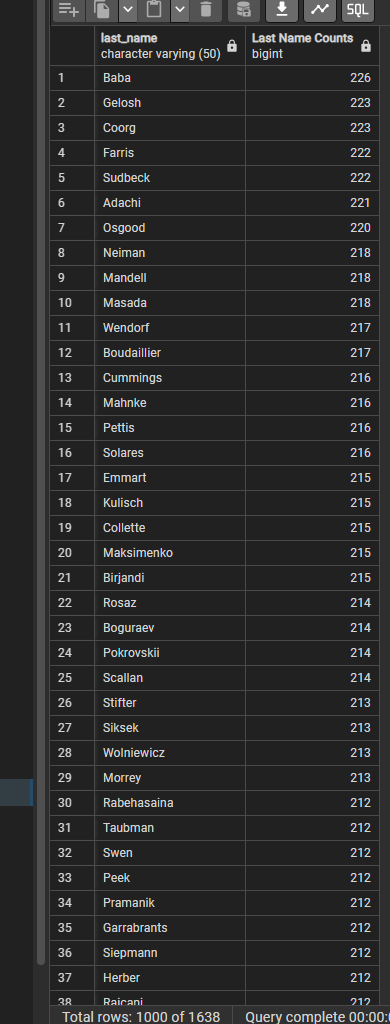 SQL
last_name Last Name Counts
character varying (50) bigint
1 Baba 226
2 Gelosh 223
3 Coorg 223
4 Farris 222
5 Sudbeck 222
6 Adachi 221
7 Osgood 220
8 Neiman 218
9 Mandell 218
10 Masada 218
11 Wendorf 217
12 Boudaillier 217
13 Cummings 216
14 Mahnke 216
15 Pettis 216
16 Solares 216
17 Emmart 215
18 Kulisch 215
19 Collette 215
20 Maksimenko 215
21 Birjandi 215
22 Rosaz 214
23 Boguraev 214
24 Pokrovskii 214
25 Scallan 214
26 Stifter 213
27 Siksek 213
28 Wolniewicz 213
29 Morrey 213
30 Rabehasaina 212
31 Taubman 212
32 Swen 212
33 Peek 212
34 Pramanik 212
35 Garrabrants 212
36 Siepmann 212
37 Herber 212
38 Rajcani 212
Total rows: 1000 of 1638 Query complete 00:00: